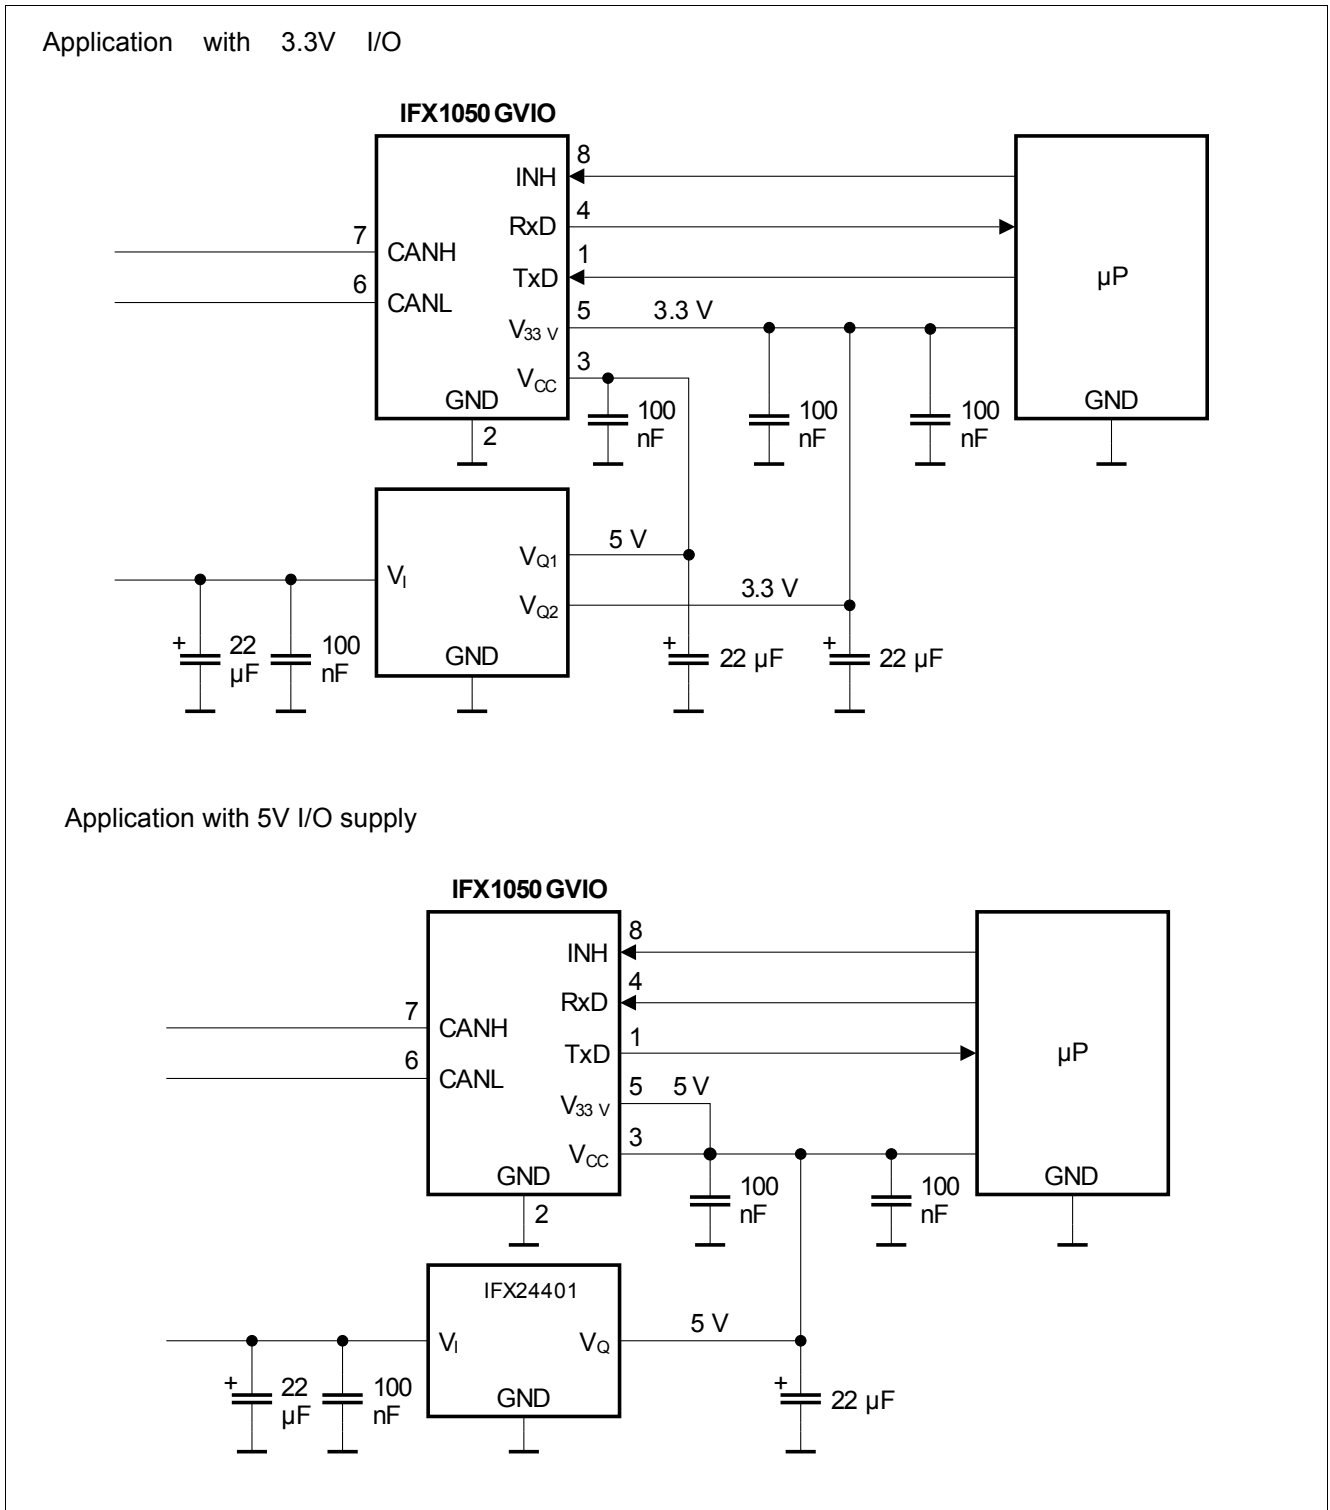 Application with 3.3V I/O
IFX1050 GVIO
8
INH
4
RxD
7
CANH
1
TxD
µP
6
CANL
5
3.3 V
V33 V
3
VCC
GND
GND
100
nF
100
nF
100
nF
2
5 V
VQ1
VI
3.3 V
VQ2
+
22
µF
100
nF
GND
+
22 µF
+
22 µF
Application with 5V I/O supply
IFX1050 GVIO
8
INH
4
RxD
7
CANH
1
TxD
µP
6
CANL
5
5 V
V33 V
3
VCC
GND
GND
100
nF
100
nF
2
IFX24401
5 V
VI
VQ
+
22
µF
100
nF
GND
+
22 µF